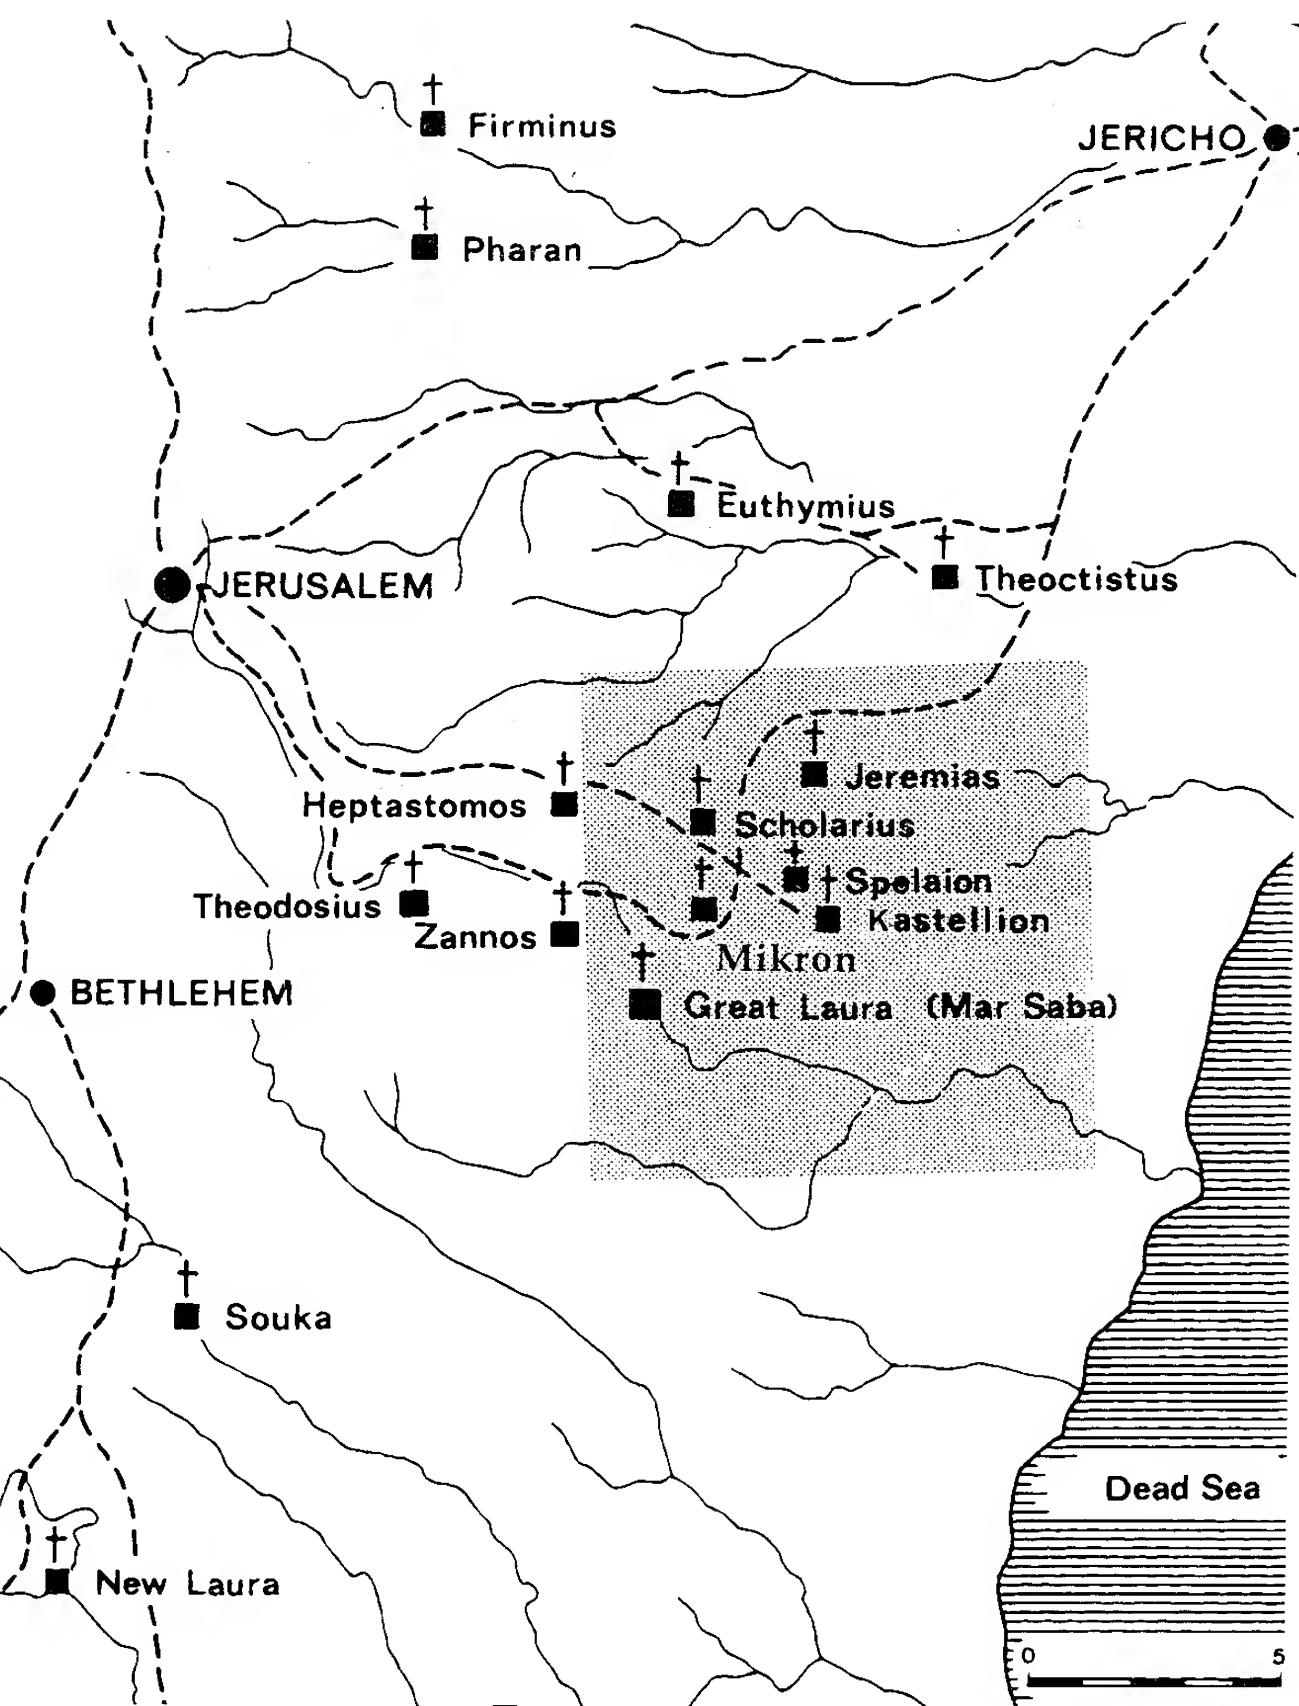 Firminus
JERICHO
Pharan
Euthymius
Theoctistus
JERUSALEM
Jeremias
Heptastomos
Scholarius
Spelaion
Theodosius
Kastellion
Zannos
Mikron
BETHLEHEM
Great Laura (Mar Saba)
Souka
Dead Sea
New Laura
0 5